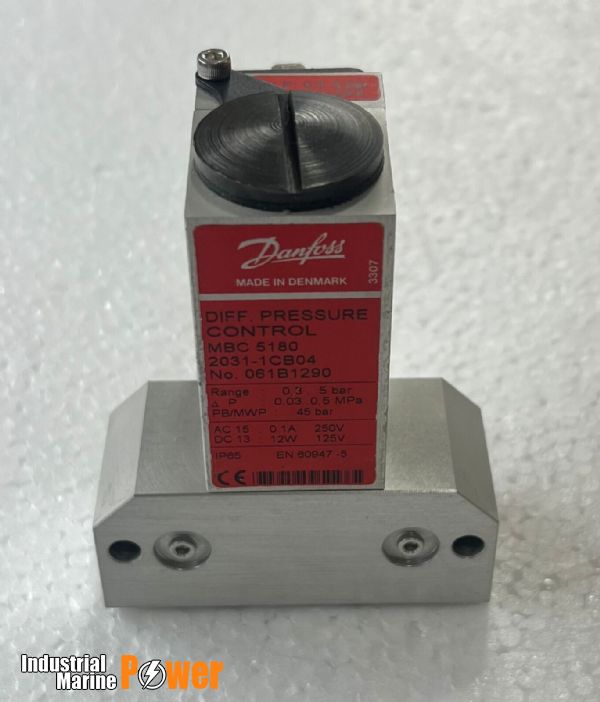 Danfoss
MADE IN DENMARK
3307
DIFF. PRESSURE
CONTROL
MBC 5180
2031-1CB04
No. 061B1290
Range : 0,3..5 bar
Δ P 0.03..0,5 MPa
PB/MWP : 45 bar
AC 15 : 0.1A 250V
DC 13 : 12W 125V
IP65 EN 60947 -5
CE
Industrial
Marine Power